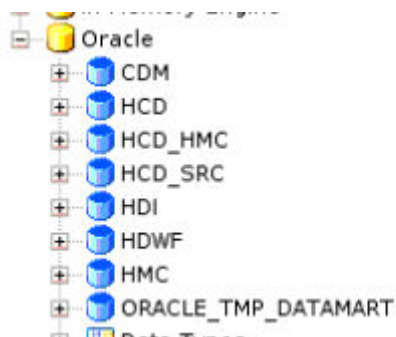 Oracle
CDM
HCD
HCD_HMC
HCD_SRC
HDI
HDWF
HMC
ORACLE_TMP_DATAMART